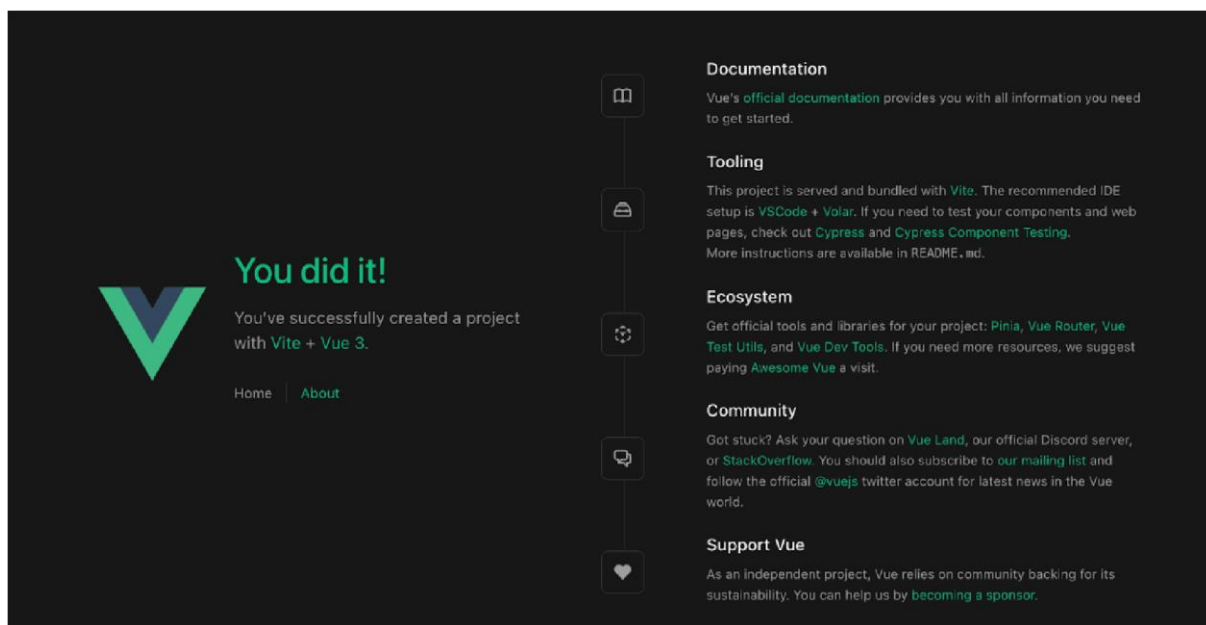 You did it!
You've successfully created a project
with Vite + Vue 3.
Home
About
Documentation
Vue's official documentation provides you with all information you need
to get started.
Tooling
This project is served and bundled with Vite. The recommended IDE
setup is VSCode + Volar. If you need to test your components and web
pages, check out Cypress and Cypress Component Testing.
More instructions are available in README.md.
Ecosystem
Get official tools and libraries for your project: Pinia, Vue Router, Vue
Test Utils, and Vue Dev Tools. If you need more resources, we suggest
paying Awesome Vue a visit.
Community
Got stuck? Ask your question on Vue Land, our official Discord server,
or StackOverflow. You should also subscribe to our mailing list and
follow the official @vuejs twitter account for latest news in the Vue
world.
Support Vue
As an independent project, Vue relies on community backing for its
sustainability. You can help us by becoming a sponsor.